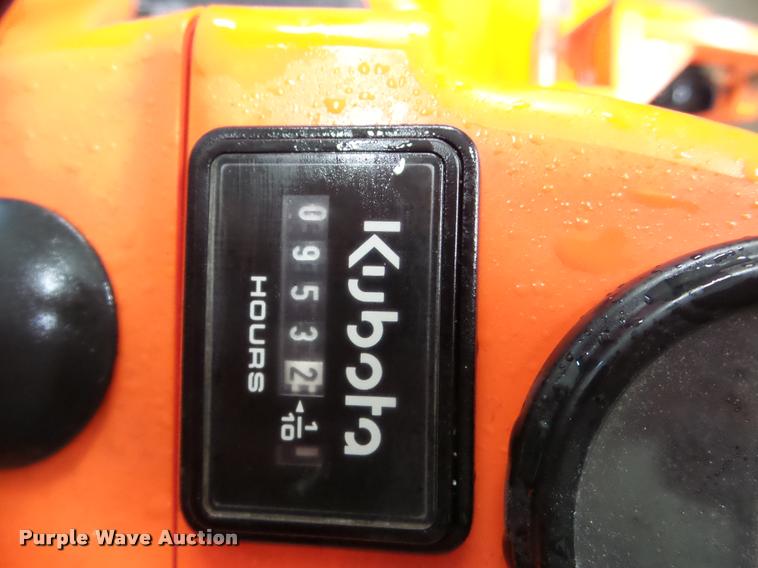 Kubota
09532
1/10
HOURS
Purple Wave Auction